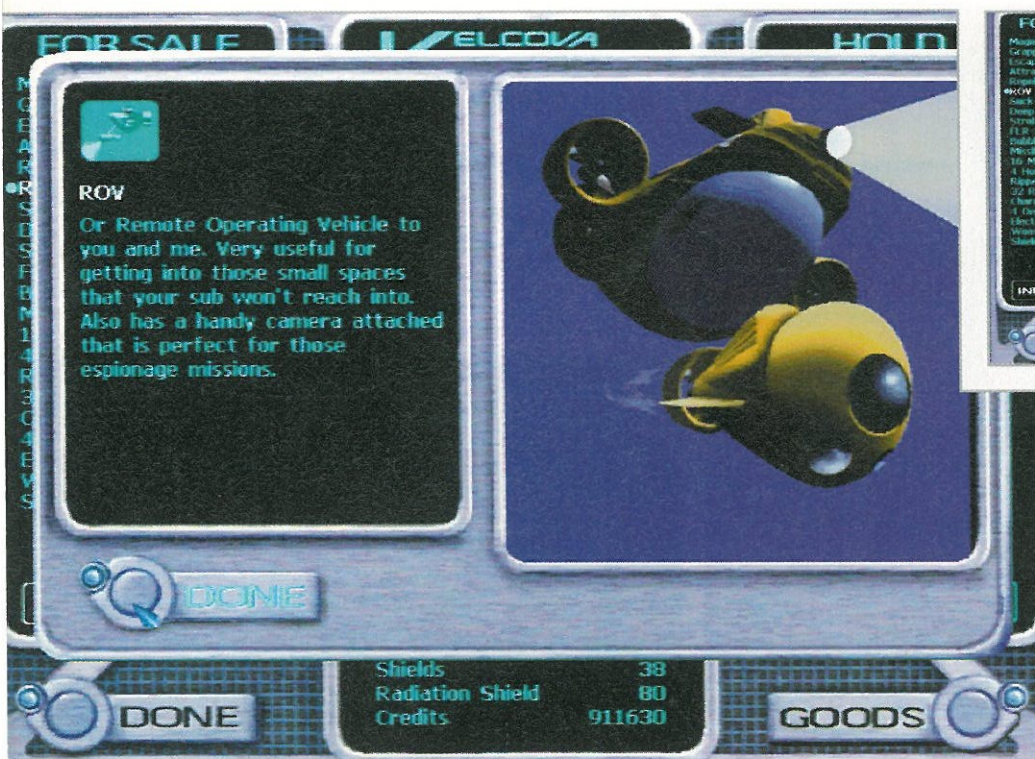 FOR SALE
VELCOVA
HOLD
ROV
Or Remote Operating Vehicle to
you and me. Very useful for
getting into those small spaces
that your sub won't reach into.
Also has a handy camera attached
that is perfect for those
espionage missions.
DONE
Shields 38
Radiation Shield 80
Credits 911630
DONE
GOODS
ROV